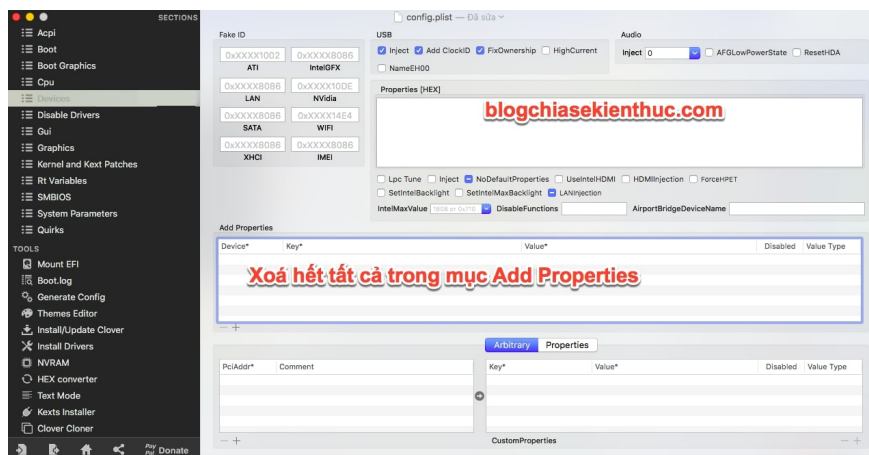 SECTIONS
Acpi
Boot
Boot Graphics
Cpu
Devices
Disable Drivers
Gui
Graphics
Kernel and Kext Patches
Rt Variables
SMBIOS
System Parameters
Quirks
TOOLS
Mount EFI
Boot.log
Generate Config
Themes Editor
Install/Update Clover
Install Drivers
NVRAM
HEX converter
Text Mode
Kexts Installer
Clover Cloner
Pay Pal Donate
config.plist — Đã sửa
Fake ID
0xXXXX1002 0xXXXX8086
ATI IntelGFX
0xXXXX8086 0xXXXX10DE
LAN NVidia
0xXXXX8086 0xXXXX14E4
SATA WIFI
0xXXXX8086 0xXXXX8086
XHCI IMEI
USB
Inject Add ClockID FixOwnership HighCurrent
NameEH00
Audio
Inject 0 AFGLowPowerState ResetHDA
Properties [HEX]
blogchiasekienthuc.com
Lpc Tune Inject NoDefaultProperties UseIntelHDMI HDMIInjection ForceHPET
SetIntelBacklight SetIntelMaxBacklight LANInjection
IntelMaxValue DisableFunctions AirportBridgeDeviceName
Add Properties
Device* Key* Value* Disabled Value Type
Xoá hết tất cả trong mục Add Properties
Arbitrary Properties
PciAddr* Comment
Key* Value* Disabled Value Type
CustomProperties